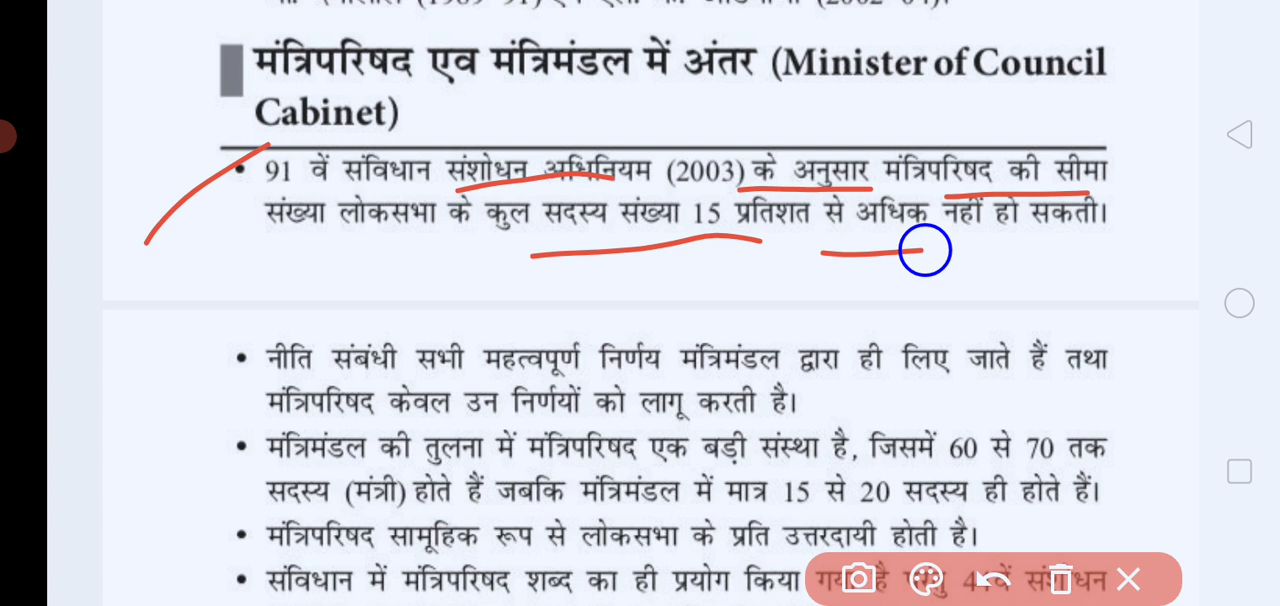 मंत्रिपरिषद एव मंत्रिमंडल में अंतर (Minister of Council
Cabinet)
• 91 वें संविधान संशोधन अधिनियम (2003) के अनुसार मंत्रिपरिषद की सीमा
संख्या लोकसभा के कुल सदस्य संख्या 15 प्रतिशत से अधिक नहीं हो सकती।
• नीति संबंधी सभी महत्वपूर्ण निर्णय मंत्रिमंडल द्वारा ही लिए जाते हैं तथा
मंत्रिपरिषद केवल उन निर्णयों को लागू करती है।
• मंत्रिमंडल की तुलना में मंत्रिपरिषद एक बड़ी संस्था है, जिसमें 60 से 70 तक
सदस्य (मंत्री) होते हैं जबकि मंत्रिमंडल में मात्र 15 से 20 सदस्य ही होते हैं।
• मंत्रिपरिषद सामूहिक रूप से लोकसभा के प्रति उत्तरदायी होती है।
• संविधान में मंत्रिपरिषद शब्द का ही प्रयोग किया